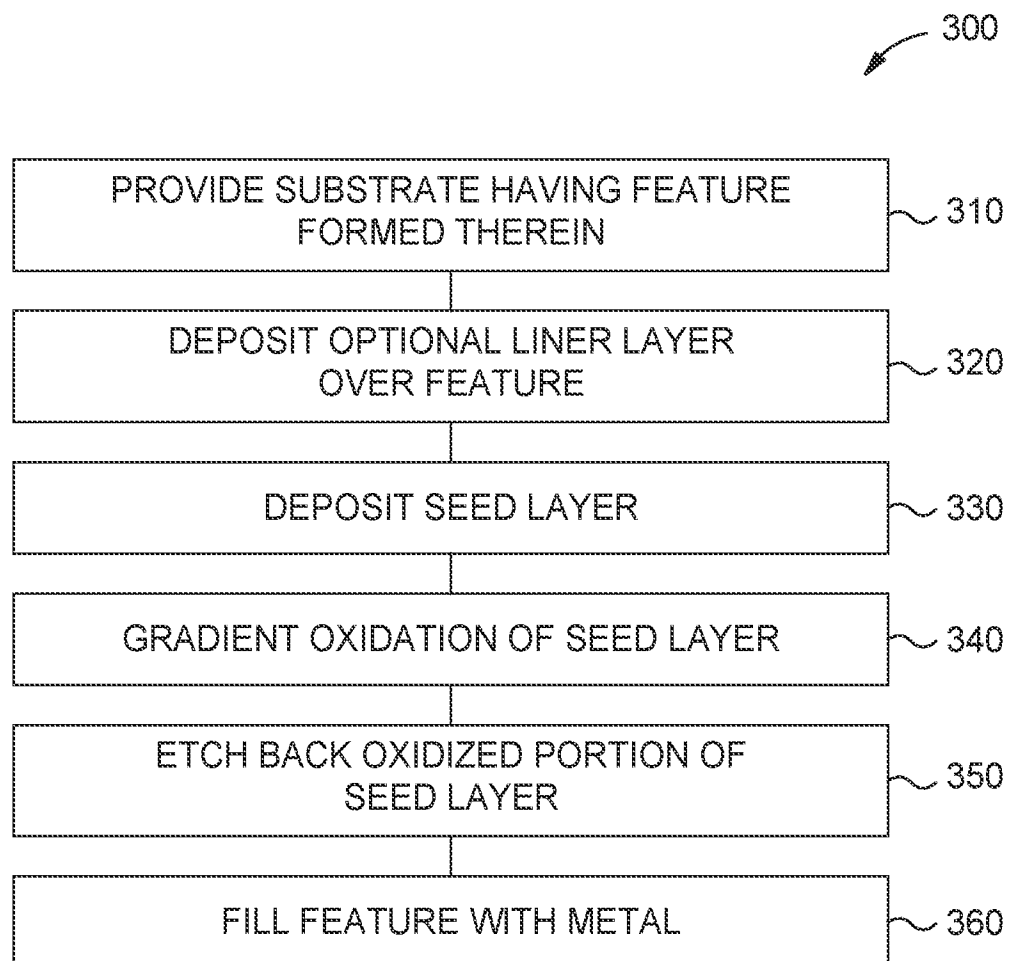 300
PROVIDE SUBSTRATE HAVING FEATURE
FORMED THEREIN
310
DEPOSIT OPTIONAL LINER LAYER
OVER FEATURE
320
DEPOSIT SEED LAYER
330
GRADIENT OXIDATION OF SEED LAYER
340
ETCH BACK OXIDIZED PORTION OF
SEED LAYER
350
FILL FEATURE WITH METAL
360